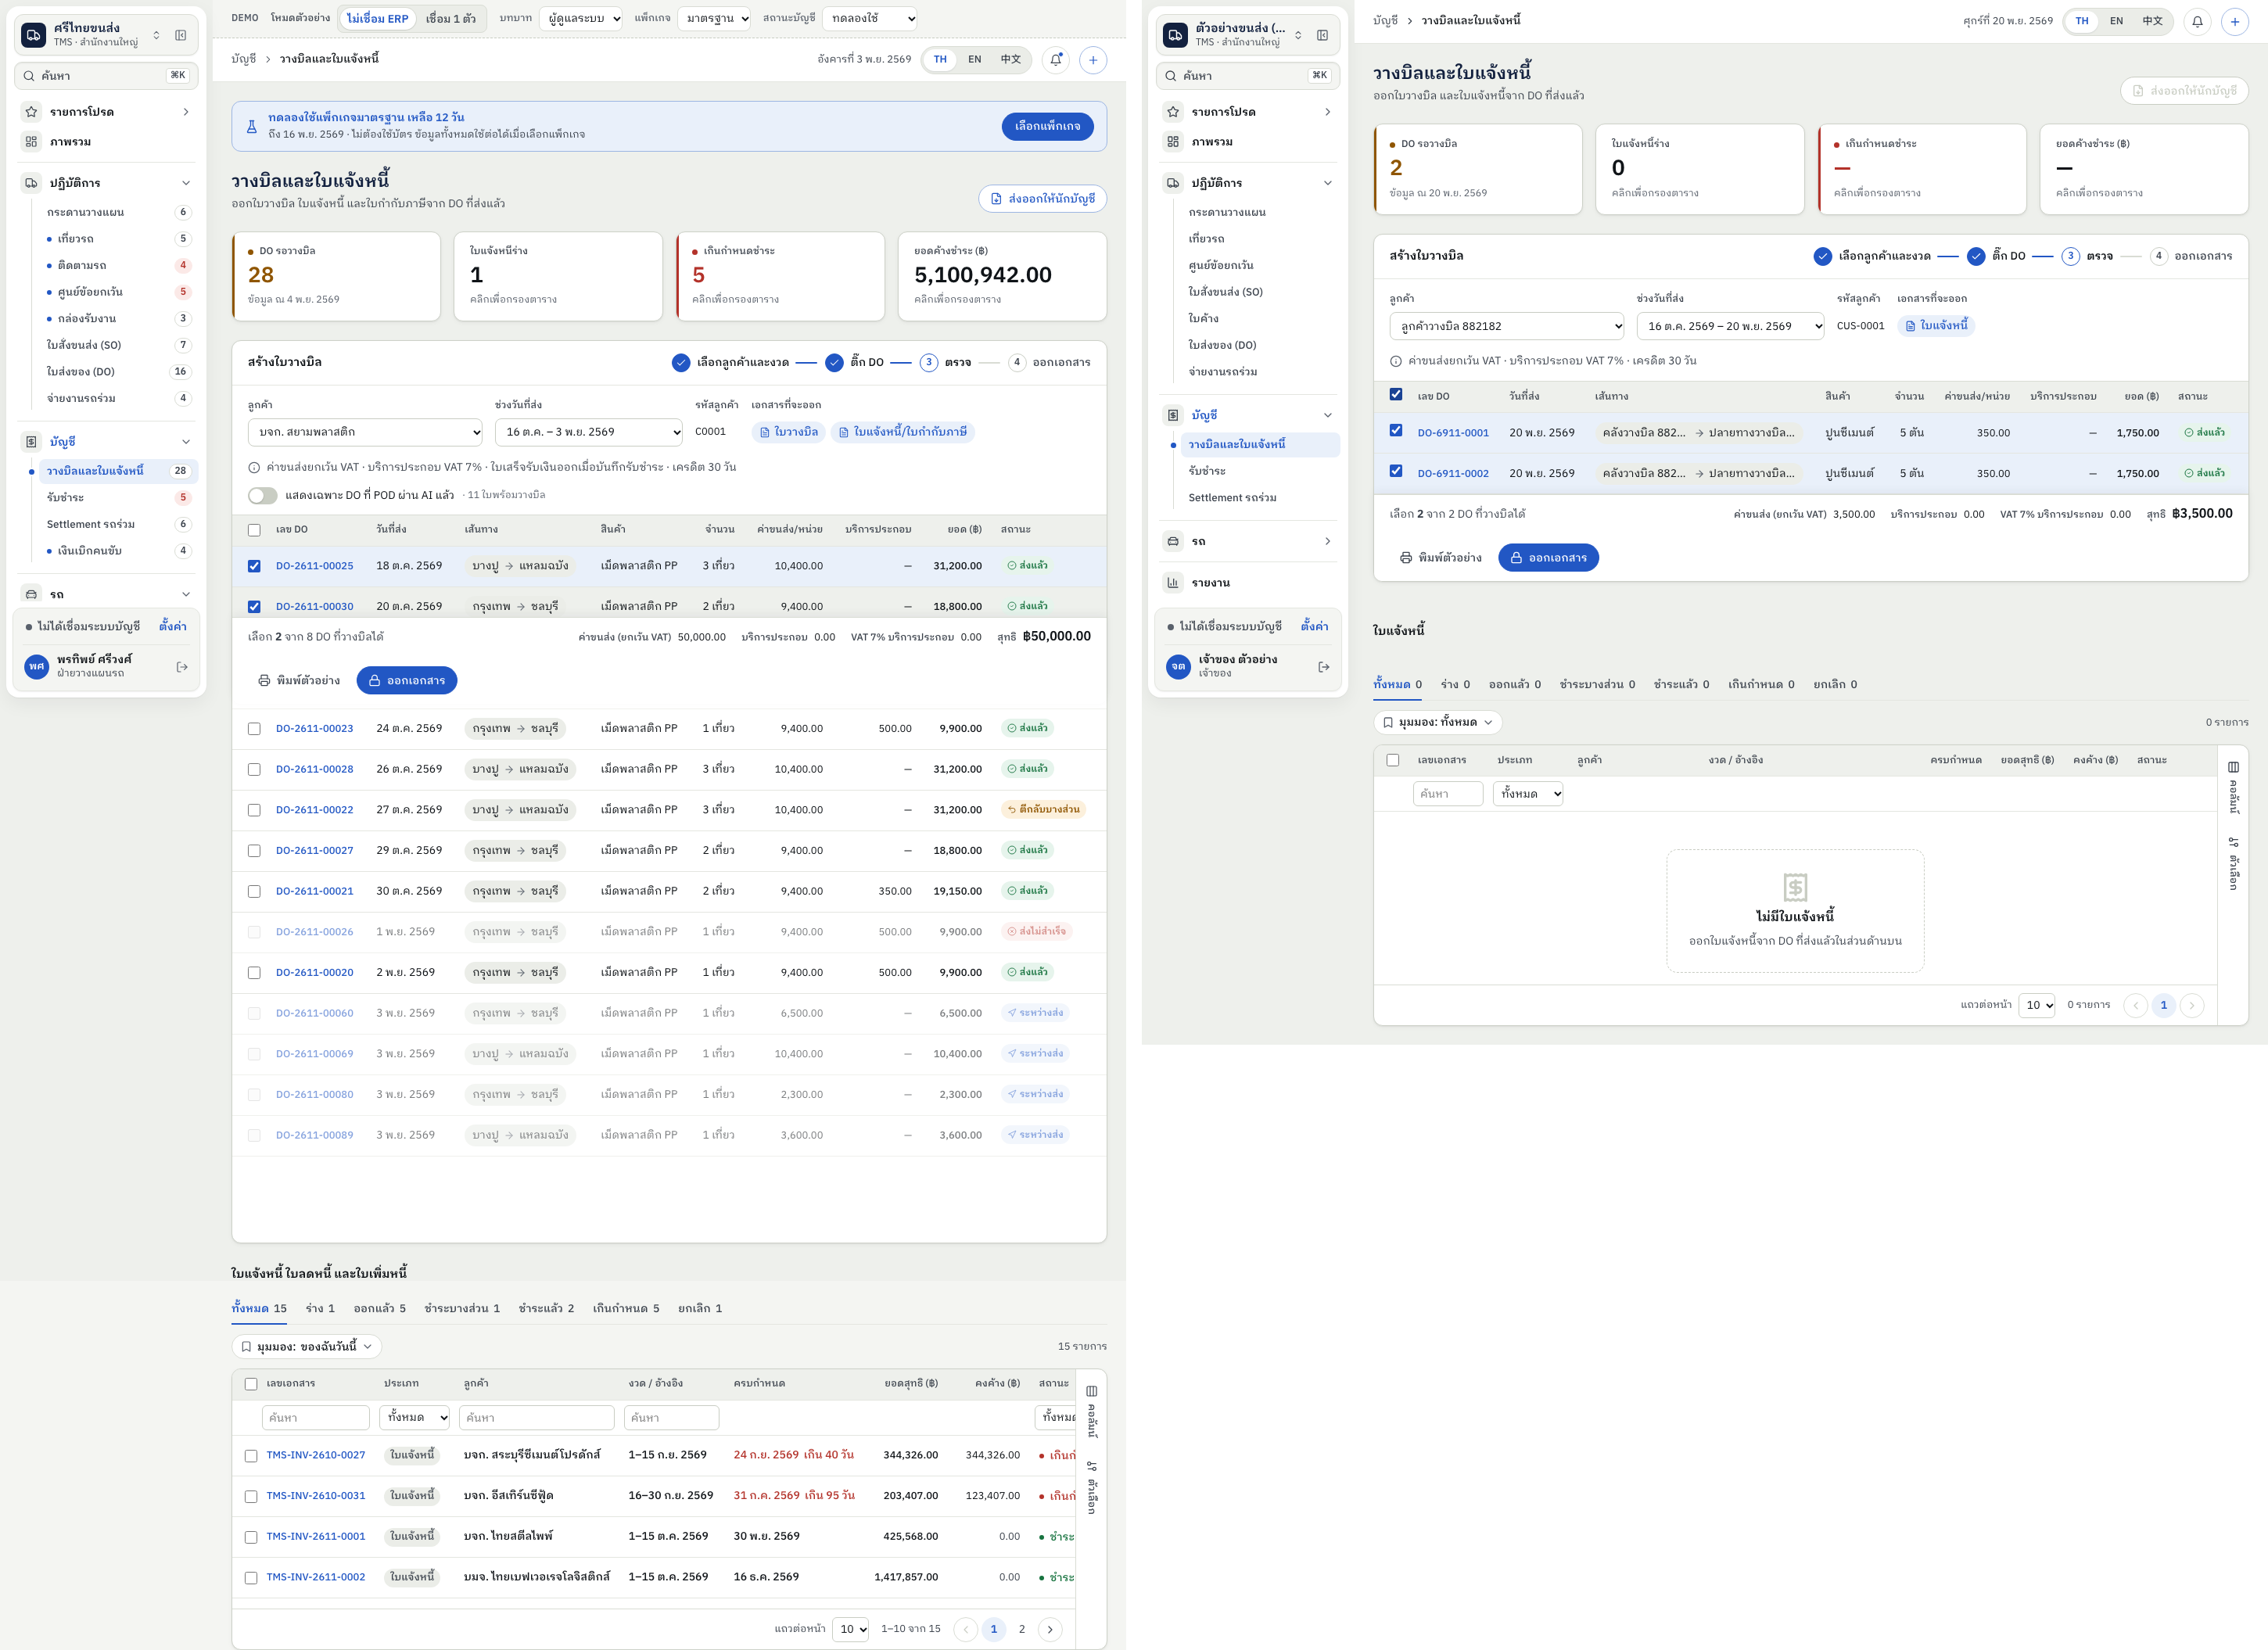 ศรีไทยขนส่ง
TMS · สำนักงานใหญ่
ค้นหา ⌘K
รายการโปรด
ภาพรวม
ปฏิบัติการ
กระดานวางแผน 6
เที่ยวรถ 5
ติดตามรถ 4
ศูนย์ข้อยกเว้น 5
กล่องรับงาน 3
ใบสั่งขนส่ง (SO) 7
ใบส่งของ (DO) 16
จ่ายงานรถร่วม 4
บัญชี
วางบิลและใบแจ้งหนี้ 28
รับชำระ 5
Settlement รถร่วม 6
เงินเบิกคนขับ 4
รถ
ไม่ได้เชื่อมระบบบัญชี ตั้งค่า
พศ พรทิพย์ ศรีวงศ์
ฝ่ายวางแผนรถ
DEMO โหมดตัวอย่าง ไม่เชื่อม ERP เชื่อม 1 ตัว บทบาท ผู้ดูแลระบบ แพ็กเกจ มาตรฐาน สถานะบัญชี ทดลองใช้
บัญชี > วางบิลและใบแจ้งหนี้ อังคารที่ 3 พ.ย. 2569 TH EN 中文
ทดลองใช้แพ็กเกจมาตรฐาน เหลือ 12 วัน
ถึง 16 พ.ย. 2569 · ไม่ต้องใช้บัตร ข้อมูลทั้งหมดใช้ต่อได้เมื่อเลือกแพ็กเกจ
เลือกแพ็กเกจ
วางบิลและใบแจ้งหนี้
ออกใบวางบิล ใบแจ้งหนี้ และใบกำกับภาษีจาก DO ที่ส่งแล้ว
ส่งออกให้นักบัญชี
DO รอวางบิล
28
ข้อมูล ณ 4 พ.ย. 2569
ใบแจ้งหนี้ร่าง
1
คลิกเพื่อกรองตาราง
เกินกำหนดชำระ
5
คลิกเพื่อกรองตาราง
ยอดค้างชำระ (฿)
5,100,942.00
คลิกเพื่อกรองตาราง
สร้างใบวางบิล เลือกลูกค้าและงวด ติ๊ก DO 3 ตรวจ 4 ออกเอกสาร
ลูกค้า ช่วงวันที่ส่ง รหัสลูกค้า เอกสารที่จะออก
บจก. สยามพลาสติก 16 ต.ค. – 3 พ.ย. 2569 C0001 ใบวางบิล ใบแจ้งหนี้/ใบกำกับภาษี
ค่าขนส่งยกเว้น VAT · บริการประกอบ VAT 7% · ใบเสร็จรับเงินออกเมื่อบันทึกรับชำระ · เครดิต 30 วัน
แสดงเฉพาะ DO ที่ POD ผ่าน AI แล้ว · 11 ใบพร้อมวางบิล
เลข DO วันที่ส่ง เส้นทาง สินค้า จำนวน ค่าขนส่ง/หน่วย บริการประกอบ ยอด (฿) สถานะ
DO-2611-00025 18 ต.ค. 2569 บางปู → แหลมฉบัง เม็ดพลาสติก PP 3 เที่ยว 10,400.00 — 31,200.00 ส่งแล้ว
DO-2611-00030 20 ต.ค. 2569 กรุงเทพ → ชลบุรี เม็ดพลาสติก PP 2 เที่ยว 9,400.00 — 18,800.00 ส่งแล้ว
เลือก 2 จาก 8 DO ที่วางบิลได้ ค่าขนส่ง (ยกเว้น VAT) 50,000.00 บริการประกอบ 0.00 VAT 7% บริการประกอบ 0.00 สุทธิ ฿50,000.00
พิมพ์ตัวอย่าง ออกเอกสาร
DO-2611-00023 24 ต.ค. 2569 กรุงเทพ → ชลบุรี เม็ดพลาสติก PP 1 เที่ยว 9,400.00 500.00 9,900.00 ส่งแล้ว
DO-2611-00028 26 ต.ค. 2569 บางปู → แหลมฉบัง เม็ดพลาสติก PP 3 เที่ยว 10,400.00 — 31,200.00 ส่งแล้ว
DO-2611-00022 27 ต.ค. 2569 บางปู → แหลมฉบัง เม็ดพลาสติก PP 3 เที่ยว 10,400.00 — 31,200.00 ตีกลับบางส่วน
DO-2611-00027 29 ต.ค. 2569 กรุงเทพ → ชลบุรี เม็ดพลาสติก PP 2 เที่ยว 9,400.00 — 18,800.00 ส่งแล้ว
DO-2611-00021 30 ต.ค. 2569 กรุงเทพ → ชลบุรี เม็ดพลาสติก PP 2 เที่ยว 9,400.00 350.00 19,150.00 ส่งแล้ว
DO-2611-00026 1 พ.ย. 2569 กรุงเทพ → ชลบุรี เม็ดพลาสติก PP 1 เที่ยว 9,400.00 500.00 9,900.00 ส่งไม่สำเร็จ
DO-2611-00020 2 พ.ย. 2569 กรุงเทพ → ชลบุรี เม็ดพลาสติก PP 1 เที่ยว 9,400.00 500.00 9,900.00 ส่งแล้ว
DO-2611-00060 3 พ.ย. 2569 กรุงเทพ → ชลบุรี เม็ดพลาสติก PP 1 เที่ยว 6,500.00 — 6,500.00 ระหว่างส่ง
DO-2611-00069 3 พ.ย. 2569 บางปู → แหลมฉบัง เม็ดพลาสติก PP 1 เที่ยว 10,400.00 — 10,400.00 ระหว่างส่ง
DO-2611-00080 3 พ.ย. 2569 กรุงเทพ → ชลบุรี เม็ดพลาสติก PP 1 เที่ยว 2,300.00 — 2,300.00 ระหว่างส่ง
DO-2611-00089 3 พ.ย. 2569 บางปู → แหลมฉบัง เม็ดพลาสติก PP 1 เที่ยว 3,600.00 — 3,600.00 ระหว่างส่ง
ใบแจ้งหนี้ ใบลดหนี้ และใบเพิ่มหนี้
ทั้งหมด 15 ร่าง 1 ออกแล้ว 5 ชำระบางส่วน 1 ชำระแล้ว 2 เกินกำหนด 5 ยกเลิก 1
มุมมอง: ของฉันวันนี้ 15 รายการ
เลขเอกสาร ประเภท ลูกค้า งวด / อ้างอิง ครบกำหนด ยอดสุทธิ (฿) คงค้าง (฿) สถานะ
ค้นหา ทั้งหมด ค้นหา ค้นหา ทั้งหมด
TMS-INV-2610-0027 ใบแจ้งหนี้ บจก. สระบุรีซีเมนต์โปรดักส์ 1–15 ก.ย. 2569 24 ก.ย. 2569 เกิน 40 วัน 344,326.00 344,326.00 เกินก
TMS-INV-2610-0031 ใบแจ้งหนี้ บจก. อีสเทิร์นซีฟู้ด 16–30 ก.ย. 2569 31 ก.ค. 2569 เกิน 95 วัน 203,407.00 123,407.00 เกินก
TMS-INV-2611-0001 ใบแจ้งหนี้ บจก. ไทยสตีลไพพ์ 1–15 ต.ค. 2569 30 พ.ย. 2569 425,568.00 0.00 ชำระ
TMS-INV-2611-0002 ใบแจ้งหนี้ บมจ. ไทยเบฟเวอเรจโลจิสติกส์ 1–15 ต.ค. 2569 16 ธ.ค. 2569 1,417,857.00 0.00 ชำระ
คอลัมน์
ตัวเลือก
แถวต่อหน้า 10 1–10 จาก 15 1 2
ตัวอย่างขนส่ง (...
TMS · สำนักงานใหญ่
ค้นหา ⌘K
รายการโปรด
ภาพรวม
ปฏิบัติการ
กระดานวางแผน
เที่ยวรถ
ศูนย์ข้อยกเว้น
ใบสั่งขนส่ง (SO)
ใบค้าง
ใบส่งของ (DO)
จ่ายงานรถร่วม
บัญชี
วางบิลและใบแจ้งหนี้
รับชำระ
Settlement รถร่วม
รถ
รายงาน
ไม่ได้เชื่อมระบบบัญชี ตั้งค่า
จต เจ้าของ ตัวอย่าง
เจ้าของ
บัญชี > วางบิลและใบแจ้งหนี้ ศุกร์ที่ 20 พ.ย. 2569 TH EN 中文
วางบิลและใบแจ้งหนี้
ออกใบวางบิล และใบแจ้งหนี้จาก DO ที่ส่งแล้ว
ส่งออกให้นักบัญชี
DO รอวางบิล
2
ข้อมูล ณ 20 พ.ย. 2569
ใบแจ้งหนี้ร่าง
0
คลิกเพื่อกรองตาราง
เกินกำหนดชำระ
—
คลิกเพื่อกรองตาราง
ยอดค้างชำระ (฿)
—
คลิกเพื่อกรองตาราง
สร้างใบวางบิล เลือกลูกค้าและงวด ติ๊ก DO 3 ตรวจ 4 ออกเอกสาร
ลูกค้า ช่วงวันที่ส่ง รหัสลูกค้า เอกสารที่จะออก
ลูกค้าวางบิล 882182 16 ต.ค. 2569 – 20 พ.ย. 2569 CUS-0001 ใบแจ้งหนี้
ค่าขนส่งยกเว้น VAT · บริการประกอบ VAT 7% · เครดิต 30 วัน
เลข DO วันที่ส่ง เส้นทาง สินค้า จำนวน ค่าขนส่ง/หน่วย บริการประกอบ ยอด (฿) สถานะ
DO-6911-0001 20 พ.ย. 2569 คลังวางบิล 882... → ปลายทางวางบิล... ปูนซีเมนต์ 5 ตัน 350.00 — 1,750.00 ส่งแล้ว
DO-6911-0002 20 พ.ย. 2569 คลังวางบิล 882... → ปลายทางวางบิล... ปูนซีเมนต์ 5 ตัน 350.00 — 1,750.00 ส่งแล้ว
เลือก 2 จาก 2 DO ที่วางบิลได้ ค่าขนส่ง (ยกเว้น VAT) 3,500.00 บริการประกอบ 0.00 VAT 7% บริการประกอบ 0.00 สุทธิ ฿3,500.00
พิมพ์ตัวอย่าง ออกเอกสาร
ใบแจ้งหนี้
ทั้งหมด 0 ร่าง 0 ออกแล้ว 0 ชำระบางส่วน 0 ชำระแล้ว 0 เกินกำหนด 0 ยกเลิก 0
มุมมอง: ทั้งหมด 0 รายการ
เลขเอกสาร ประเภท ลูกค้า งวด / อ้างอิง ครบกำหนด ยอดสุทธิ (฿) คงค้าง (฿) สถานะ
ค้นหา ทั้งหมด
คอลัมน์
ตัวเลือก
ไม่มีใบแจ้งหนี้
ออกใบแจ้งหนี้จาก DO ที่ส่งแล้วในส่วนด้านบน
แถวต่อหน้า 10 0 รายการ 1